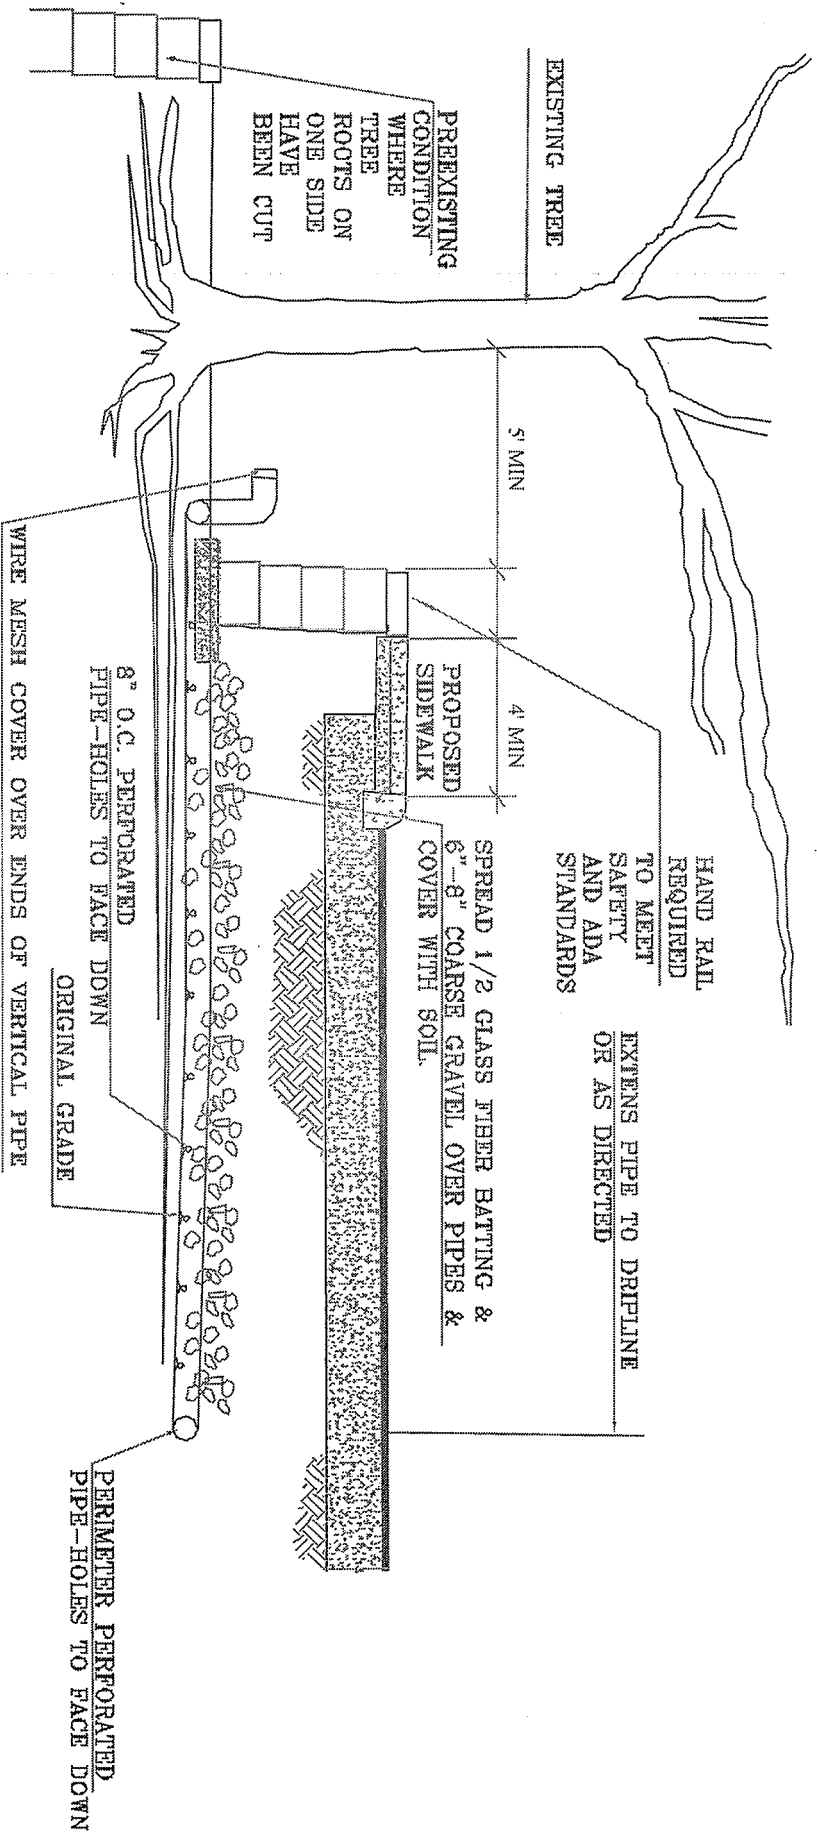 EXISTING TREE
PREEXISTING
CONDITION
WHERE
TREE
ROOTS ON
ONE SIDE
HAVE
BEEN CUT
5' MIN
4' MIN
PROPOSED
SIDEWALK
HAND RAIL
REQUIRED
TO MEET
SAFETY
AND ADA
STANDARDS
EXTENS PIPE TO DRIPLINE
OR AS DIRECTED
SPREAD 1/2 GLASS FIBER BATTING &
6"-8" COARSE GRAVEL OVER PIPES &
COVER WITH SOIL
8" O.C. PERFORATED
PIPE-HOLES TO FACE DOWN
ORIGINAL GRADE
WIRE MESH COVER OVER ENDS OF VERTICAL PIPE
PERIMETER PERFORATED
PIPE-HOLES TO FACE DOWN